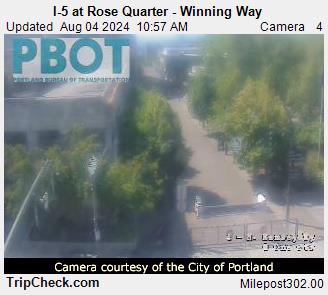 I-5 at Rose Quarter - Winning Way
Updated Aug 04 2024 10:57 AM Camera 4
PBOT
PORTLAND BUREAU OF TRANSPORTATION
Camera courtesy of the City of Portland
TripCheck.com Milepost302.00